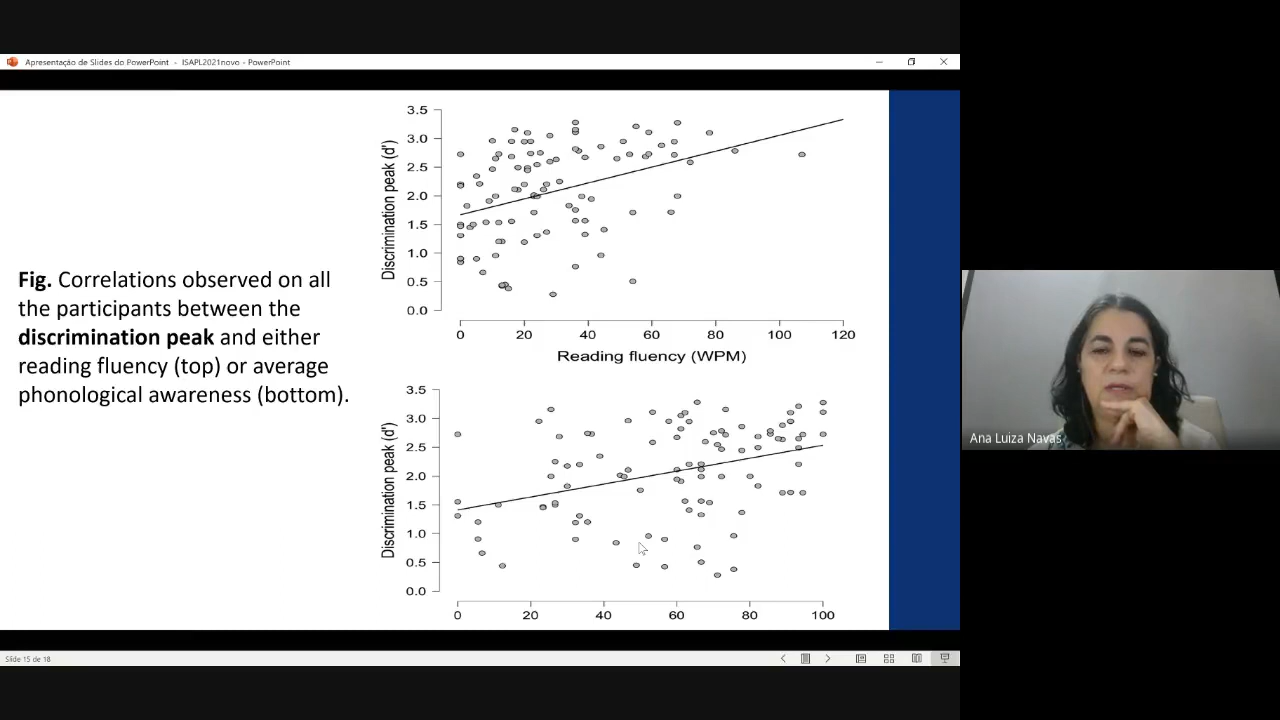 Apresentação de Slides do PowerPoint - ISAPL2021novo - PowerPoint
Fig. Correlations observed on all
the participants between the
discrimination peak and either
reading fluency (top) or average
phonological awareness (bottom).
Discrimination peak (d')
3.5
3.0
2.5
2.0
1.5
1.0
0.5
0.0
0 20 40 60 80 100 120
Reading fluency (WPM)
Discrimination peak (d')
3.5
3.0
2.5
2.0
1.5
1.0
0.5
0.0
0 20 40 60 80 100
Ana Luiza Navas
Slide 15 de 18